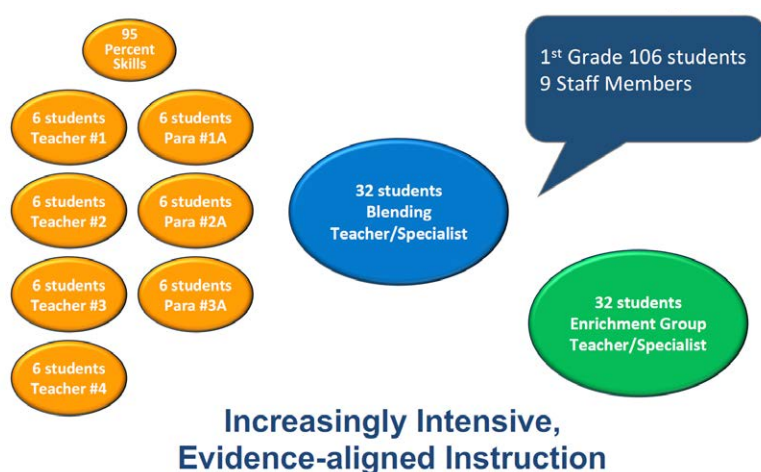 95
Percent
Skills
6 students
Teacher #1
6 students
Para #1A
6 students
Teacher #2
6 students
Para #2A
6 students
Teacher #3
6 students
Para #3A
6 students
Teacher #4
32 students
Blending
Teacher/Specialist
1st Grade 106 students
9 Staff Members
32 students
Enrichment Group
Teacher/Specialist
Increasingly Intensive,
Evidence-aligned Instruction